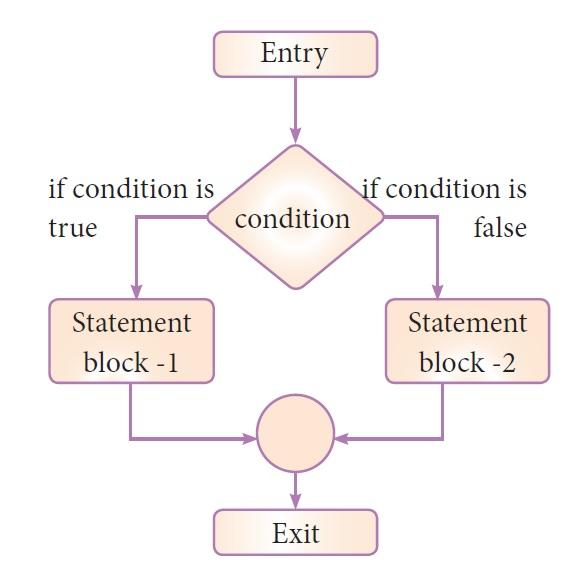 Entry
if condition is
true
condition
if condition is
false
Statement
block -1
Statement
block -2
Exit